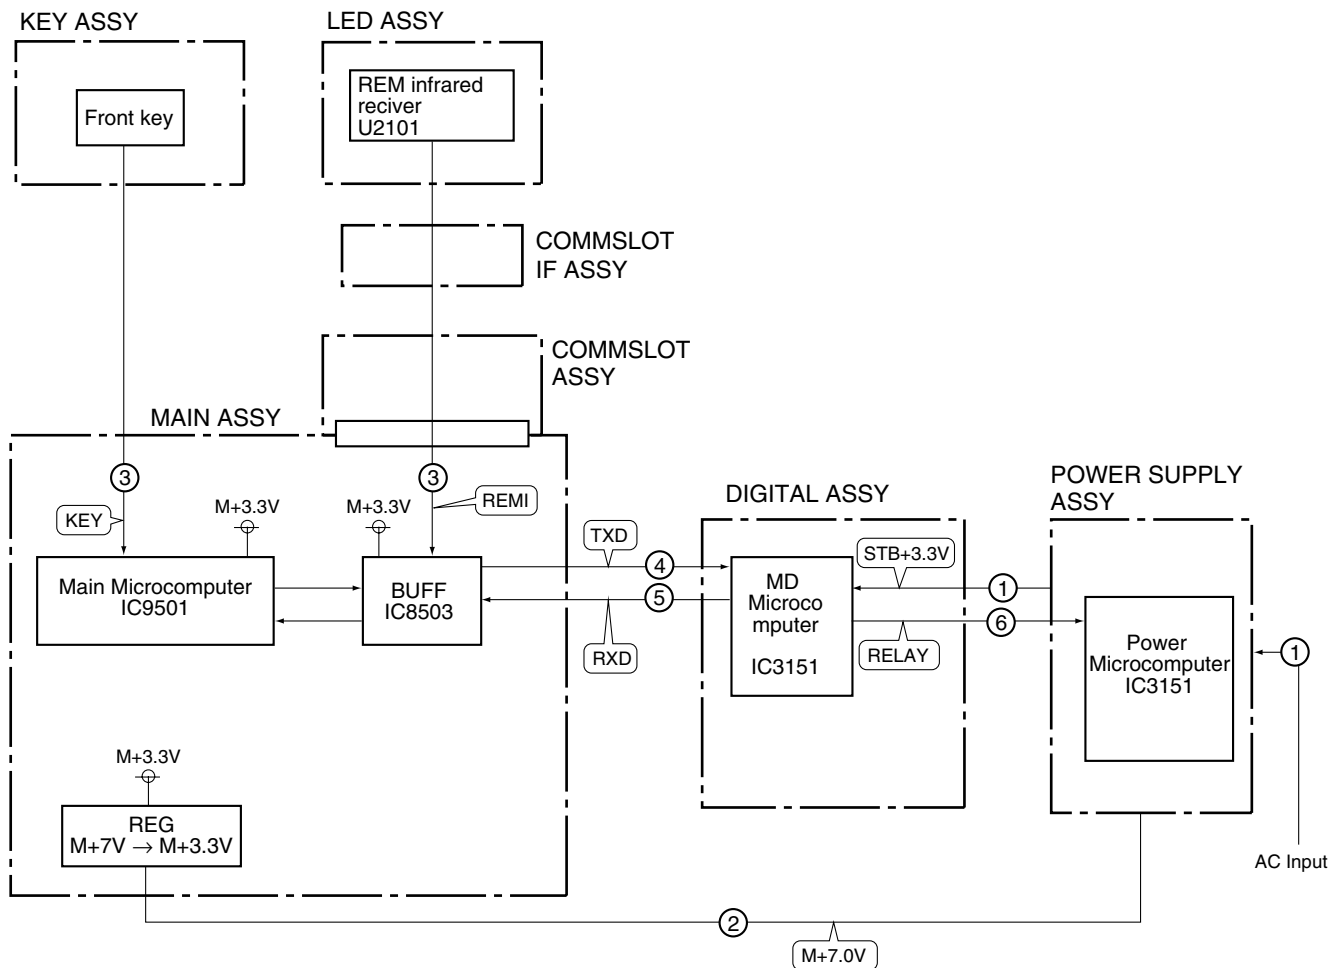 KEY ASSY
LED ASSY
Front key
REM infrared
reciver
U2101
COMMSLOT
IF ASSY
COMMSLOT
ASSY
MAIN ASSY
3
3
KEY
M+3.3V
M+3.3V
REMI
Main Microcomputer
IC9501
BUFF
IC8503
TXD
4
5
RXD
DIGITAL ASSY
MD
Microco
mputer
IC3151
STB+3.3V
1
RELAY
6
POWER SUPPLY
ASSY
Power
Microcomputer
IC3151
1
AC Input
M+3.3V
REG
M+7V → M+3.3V
2
M+7.0V